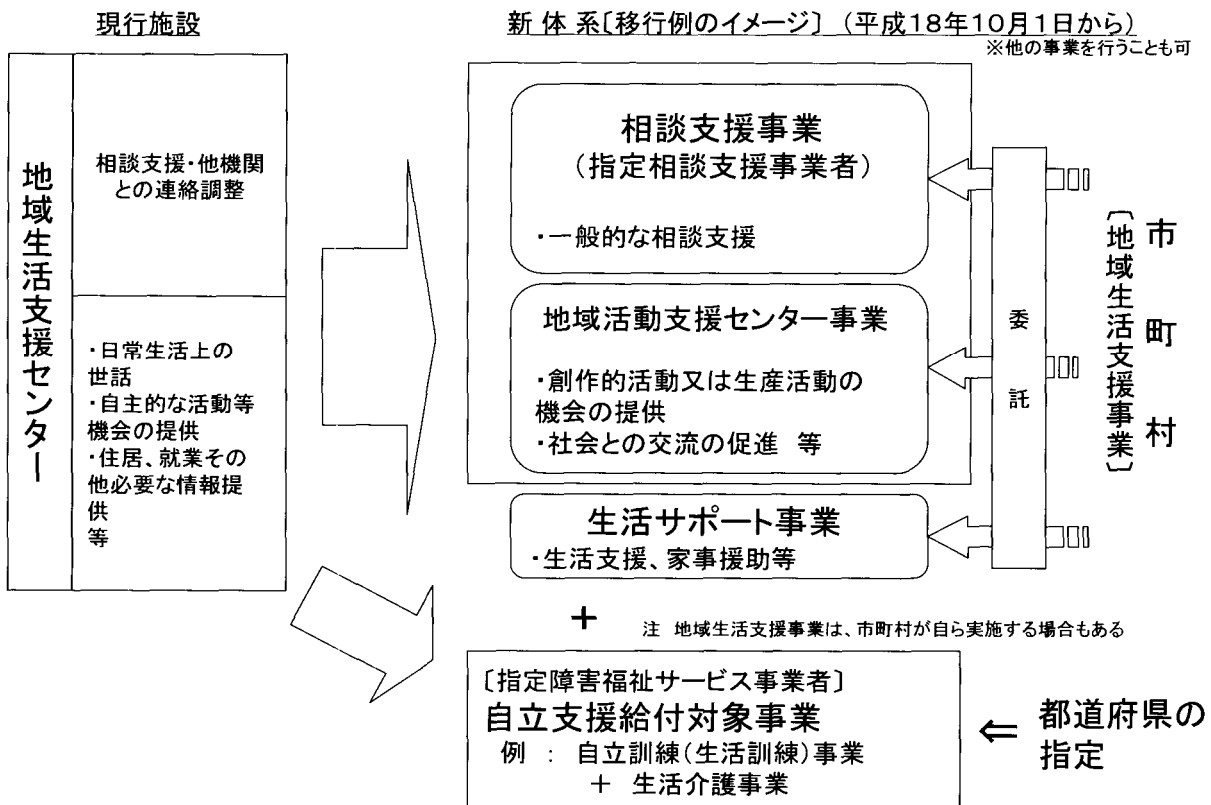 現行施設
新 体 系〔移行例のイメージ〕 (平成18年10月1日から)
※他の事業を行うことも可
地域生活支援センター
相談支援・他機関
との連絡調整
・日常生活上の
世話
・自主的な活動等
機会の提供
・住居、就業その
他必要な情報提
供
等
相談支援事業
(指定相談支援事業者)
・一般的な相談支援
地域活動支援センター事業
・創作的活動又は生産活動の
機会の提供
・社会との交流の促進 等
生活サポート事業
・生活支援、家事援助等
委託
〔地域生活支援事業〕
市町村
+
注 地域生活支援事業は、市町村が自ら実施する場合もある
〔指定障害福祉サービス事業者〕
自立支援給付対象事業
例 : 自立訓練(生活訓練)事業
+ 生活介護事業
⇐ 都道府県の
指定